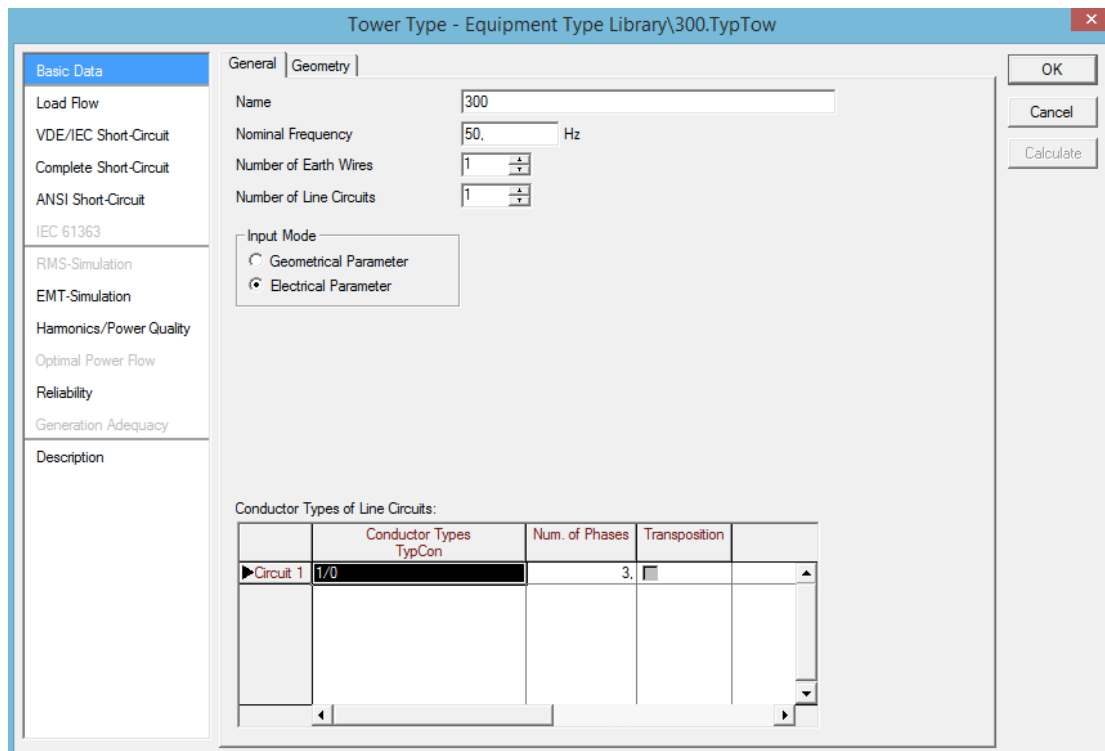 Tower Type - Equipment Type Library\300.TypTow
Basic Data
Load Flow
VDE/IEC Short-Circuit
Complete Short-Circuit
ANSI Short-Circuit
IEC 61363
RMS-Simulation
EMT-Simulation
Harmonics/Power Quality
Optimal Power Flow
Reliability
Generation Adequacy
Description
General Geometry
Name 300
Nominal Frequency 50, Hz
Number of Earth Wires 1
Number of Line Circuits 1
Input Mode
Geometrical Parameter
Electrical Parameter
Conductor Types of Line Circuits:
Conductor Types Num. of Phases Transposition
TypCon
Circuit 1 1/0 3,
OK
Cancel
Calculate